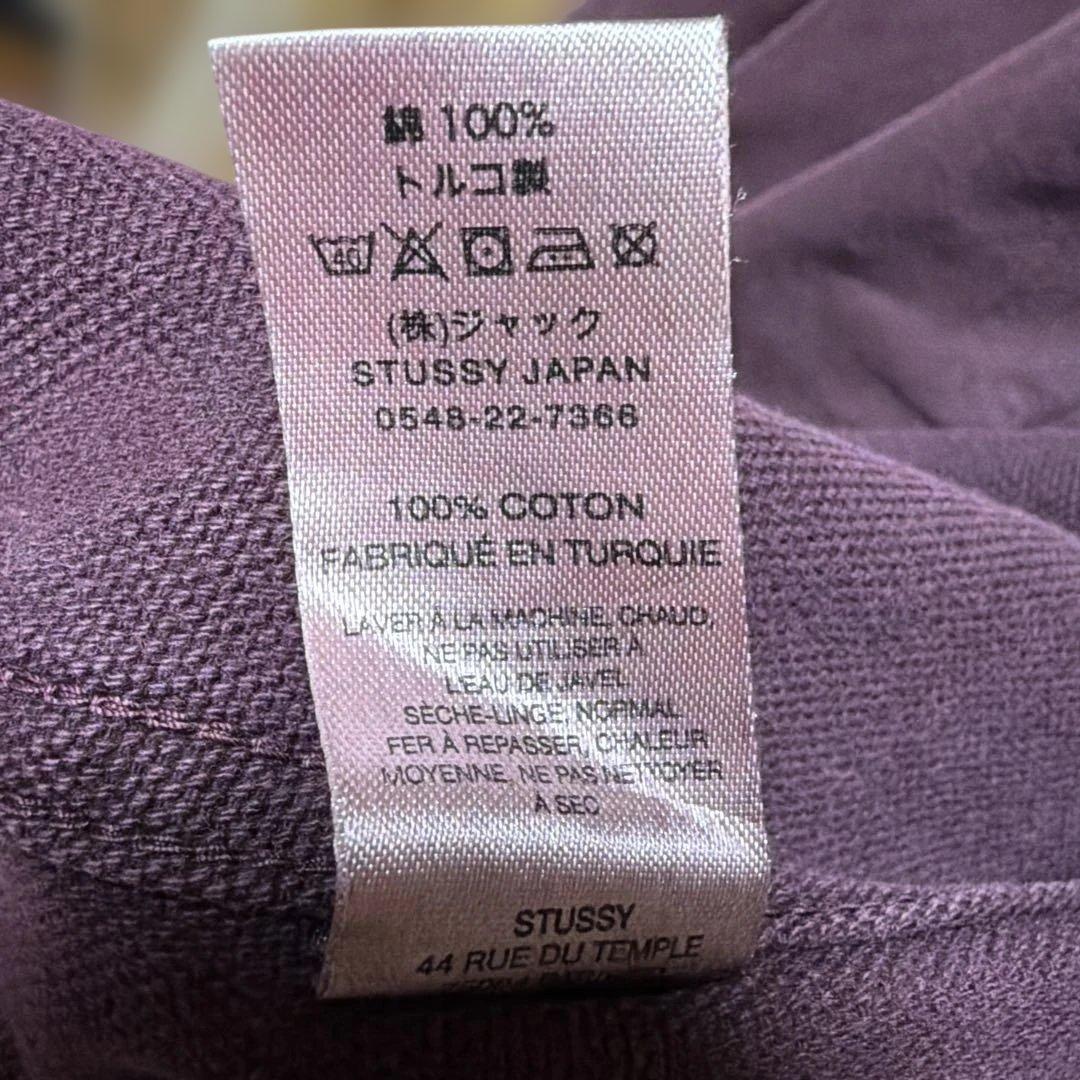 綿 100%
トルコ製
40
(株)ジャック
STUSSY JAPAN
0548-22-7366
100% COTON
FABRIQUÉ EN TURQUIE
LAVER À LA MACHINE, CHAUD,
NE PAS UTILISER À
L'EAU DE JAVEL
SECHE-LINGE, NORMAL
FER À REPASSER, CHALEUR
MOYENNE, NE PAS NETTOYER
À SEC
STUSSY
44 RUE DU TEMPLE